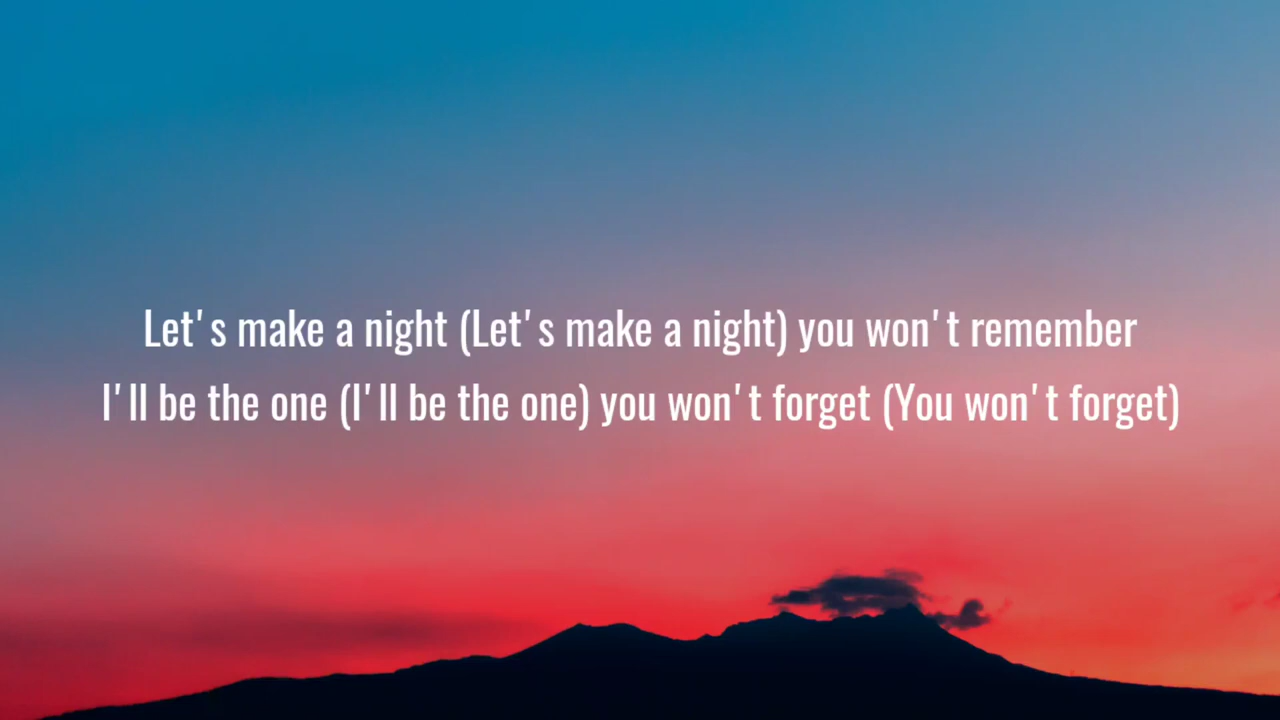 Let's make a night (Let's make a night) you won't remember
I'll be the one (I'll be the one) you won't forget (You won't forget)